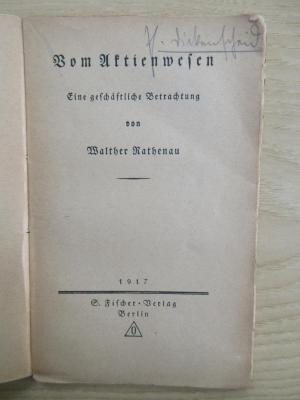 Vom Aktienwesen
Eine geschäftliche Betrachtung
von
Walther Rathenau
1917
S. Fischer · Verlag
Berlin